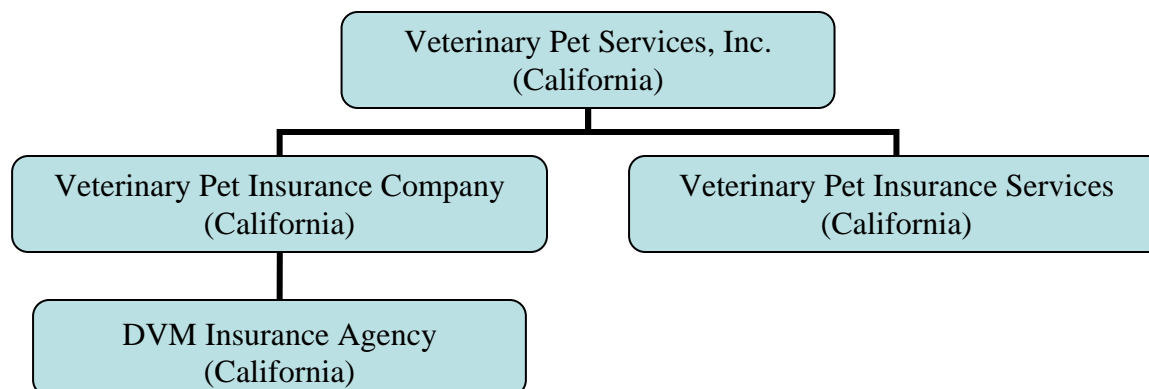 Veterinary Pet Services, Inc.
(California)
Veterinary Pet Insurance Company
(California)
Veterinary Pet Insurance Services
(California)
DVM Insurance Agency
(California)